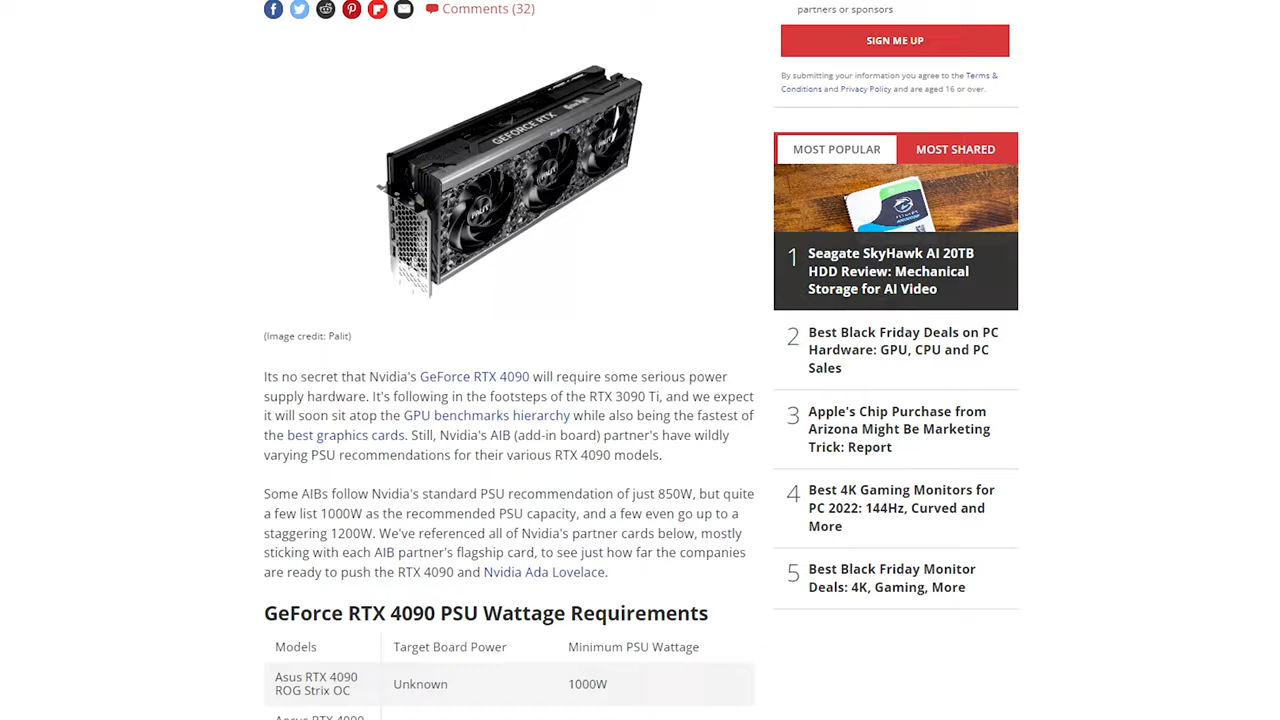 Comments (32)
GEFORCE RTX
PALIT
(Image credit: Palit)
Its no secret that Nvidia's GeForce RTX 4090 will require some serious power
supply hardware. It's following in the footsteps of the RTX 3090 Ti, and we expect
it will soon sit atop the GPU benchmarks hierarchy while also being the fastest of
the best graphics cards. Still, Nvidia's AIB (add-in board) partner's have wildly
varying PSU recommendations for their various RTX 4090 models.
Some AIBs follow Nvidia's standard PSU recommendation of just 850W, but quite
a few list 1000W as the recommended PSU capacity, and a few even go up to a
staggering 1200W. We've referenced all of Nvidia's partner cards below, mostly
sticking with each AIB partner's flagship card, to see just how far the companies
are ready to push the RTX 4090 and Nvidia Ada Lovelace.
GeForce RTX 4090 PSU Wattage Requirements
Models Target Board Power Minimum PSU Wattage
Asus RTX 4090
ROG Strix OC
Unknown 1000W
partners or sponsors
SIGN ME UP
By submitting your information you agree to the Terms &
Conditions and Privacy Policy and are aged 16 or over.
MOST POPULAR MOST SHARED
1 Seagate SkyHawk AI 20TB
HDD Review: Mechanical
Storage for AI Video
2 Best Black Friday Deals on PC
Hardware: GPU, CPU and PC
Sales
3 Apple's Chip Purchase from
Arizona Might Be Marketing
Trick: Report
4 Best 4K Gaming Monitors for
PC 2022: 144Hz, Curved and
More
5 Best Black Friday Monitor
Deals: 4K, Gaming, More